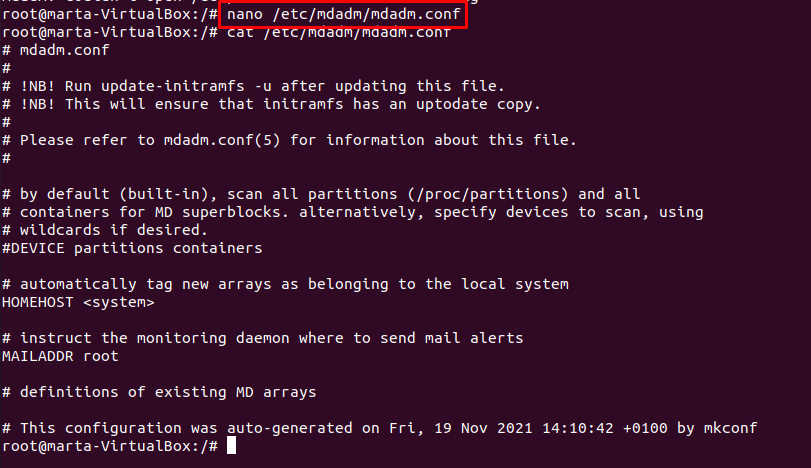 root@marta-VirtualBox:/# nano /etc/mdadm/mdadm.conf
root@marta-VirtualBox:/# cat /etc/mdadm/mdadm.conf
# mdadm.conf
#
# !NB! Run update-initramfs -u after updating this file.
# !NB! This will ensure that initramfs has an uptodate copy.
#
# Please refer to mdadm.conf(5) for information about this file.
#
# by default (built-in), scan all partitions (/proc/partitions) and all
# containers for MD superblocks. alternatively, specify devices to scan, using
# wildcards if desired.
#DEVICE partitions containers
# automatically tag new arrays as belonging to the local system
HOMEHOST <system>
# instruct the monitoring daemon where to send mail alerts
MAILADDR root
# definitions of existing MD arrays
# This configuration was auto-generated on Fri, 19 Nov 2021 14:10:42 +0100 by mkconf
root@marta-VirtualBox:/#